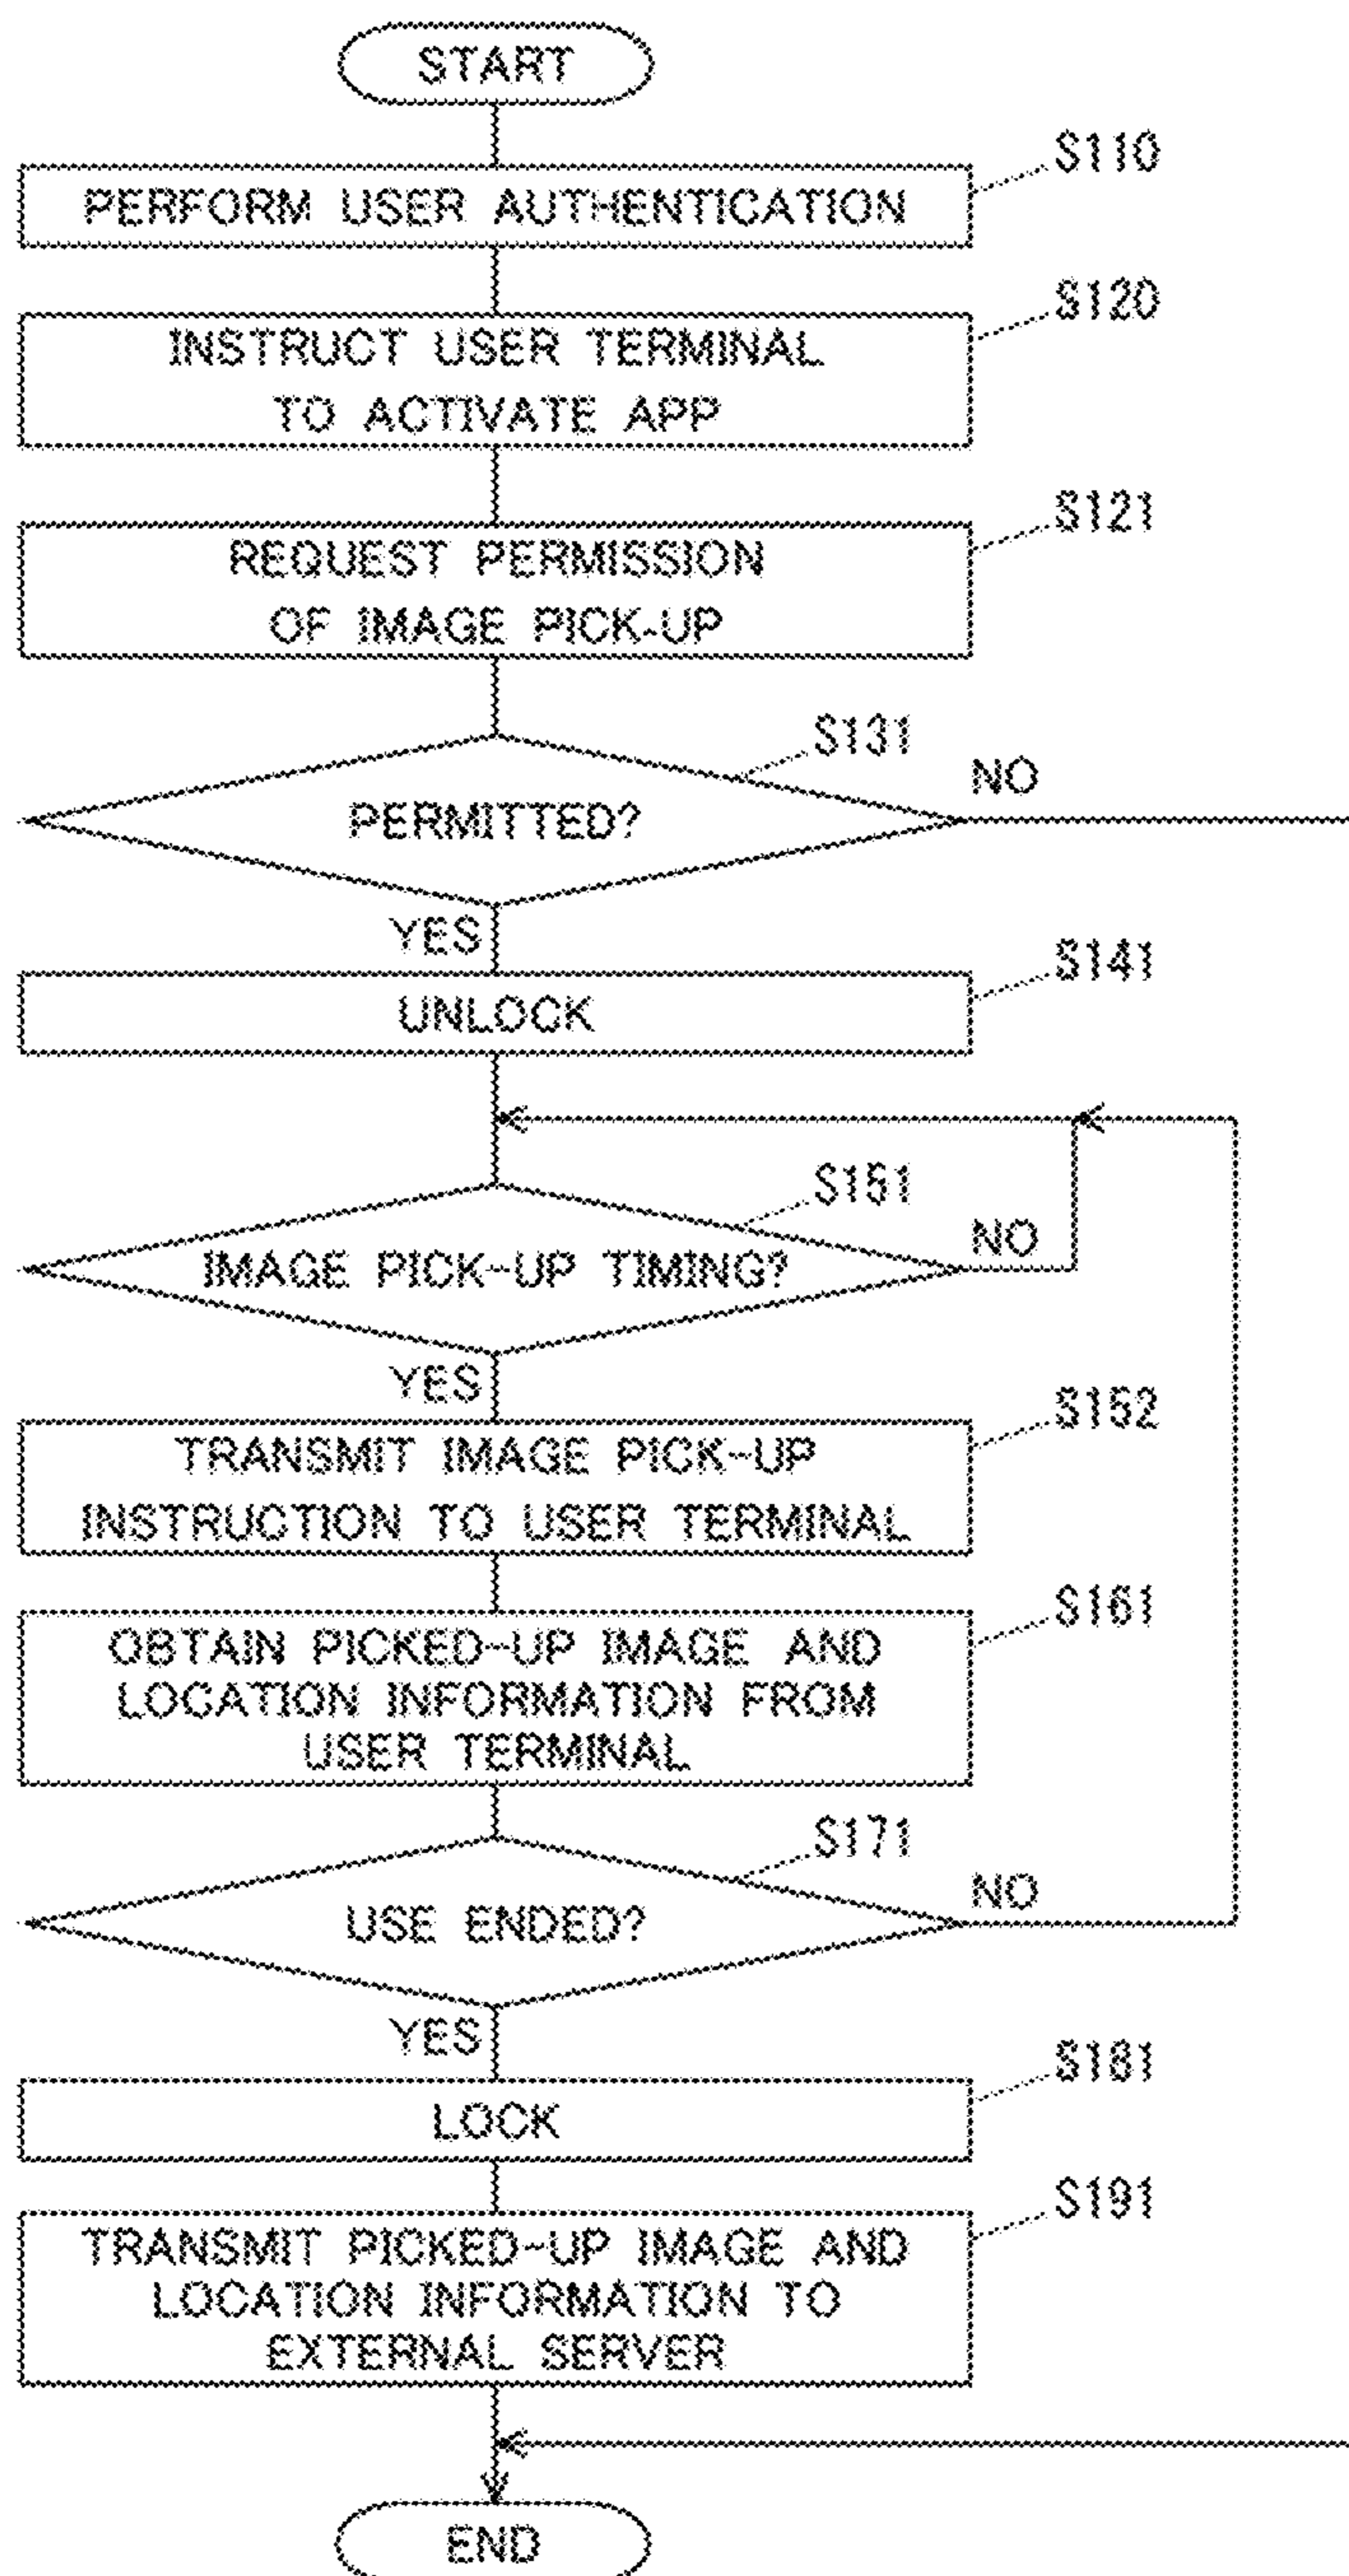 START
S110
PERFORM USER AUTHENTICATION
S120
INSTRUCT USER TERMINAL
TO ACTIVATE APP
S121
REQUEST PERMISSION
OF IMAGE PICK-UP
S131
PERMITTED?
NO
YES
S141
UNLOCK
S151
IMAGE PICK-UP TIMING?
NO
YES
S152
TRANSMIT IMAGE PICK-UP
INSTRUCTION TO USER TERMINAL
S161
OBTAIN PICKED-UP IMAGE AND
LOCATION INFORMATION FROM
USER TERMINAL
S171
USE ENDED?
NO
YES
S181
LOCK
S191
TRANSMIT PICKED-UP IMAGE AND
LOCATION INFORMATION TO
EXTERNAL SERVER
END